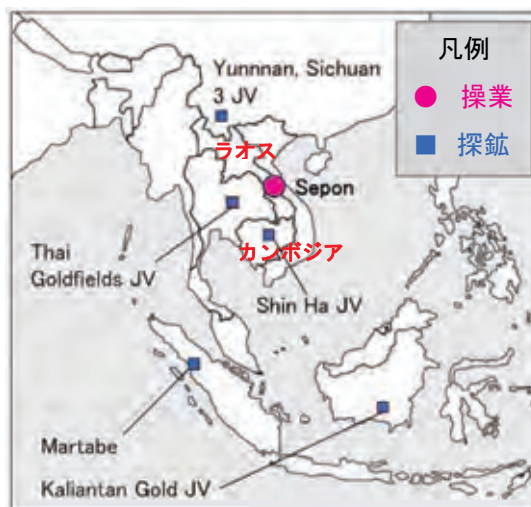 凡例
操業
探鉱
Yunnnan, Sichuan
3 JV
ラオス
Sepon
カンボジア
Thai
Goldfields JV
Shin Ha JV
Martabe
Kaliantan Gold JV